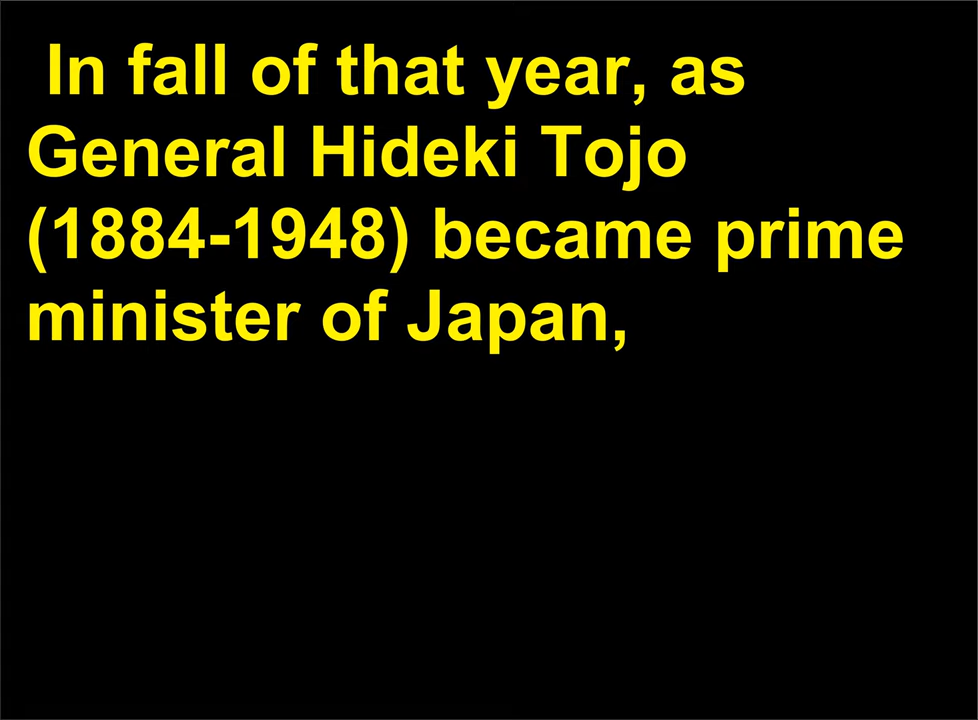 In fall of that year, as
General Hideki Tojo
(1884-1948) became prime
minister of Japan,